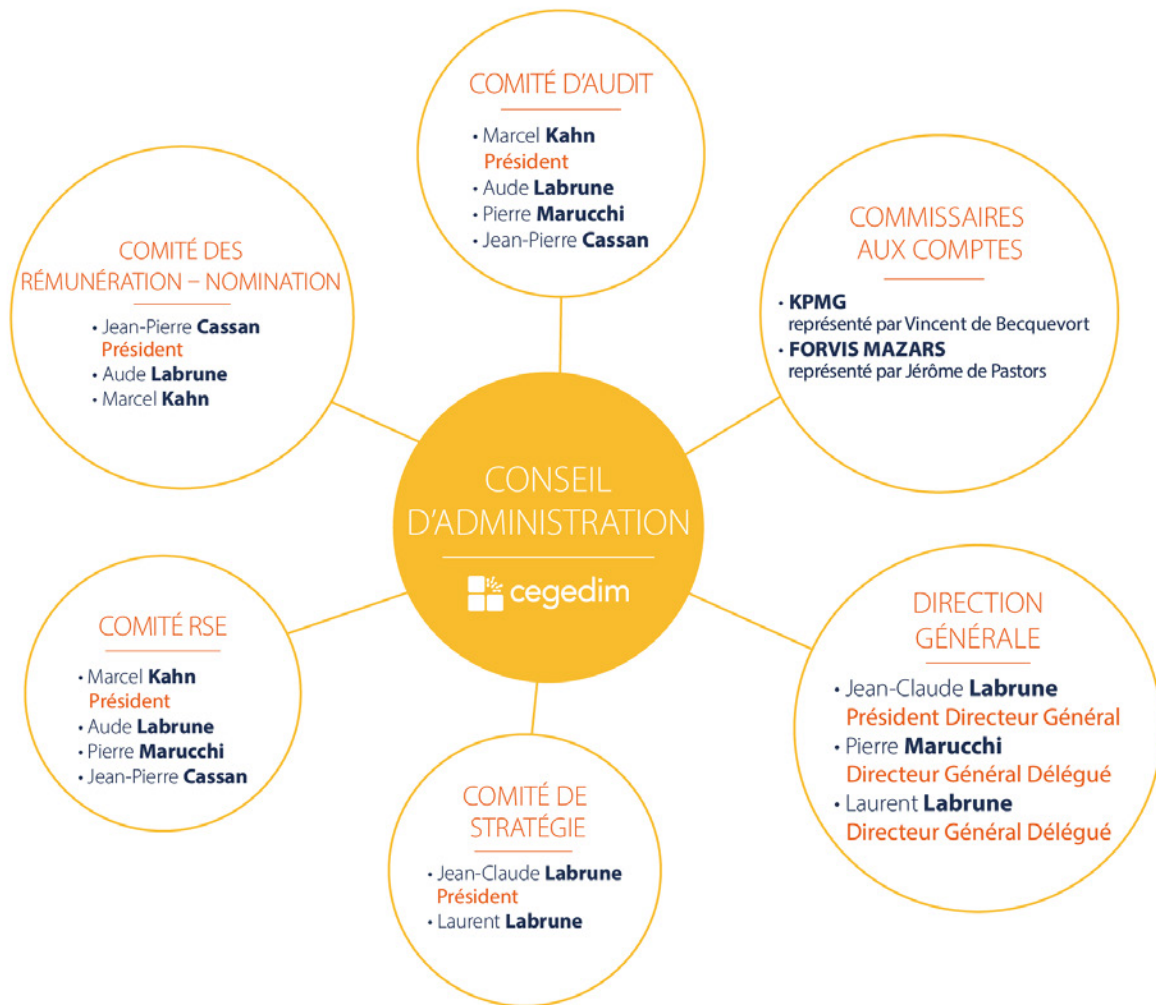 COMITÉ D'AUDIT
• Marcel Kahn
Président
• Aude Labrune
• Pierre Marucchi
• Jean-Pierre Cassan
COMMISSAIRES
AUX COMPTES
• KPMG
représenté par Vincent de Becquevort
• FORVIS MAZARS
représenté par Jérôme de Pastors
COMITÉ DES
RÉMUNÉRATION – NOMINATION
• Jean-Pierre Cassan
Président
• Aude Labrune
• Marcel Kahn
CONSEIL
D'ADMINISTRATION
cegedim
COMITÉ RSE
• Marcel Kahn
Président
• Aude Labrune
• Pierre Marucchi
• Jean-Pierre Cassan
DIRECTION
GÉNÉRALE
• Jean-Claude Labrune
Président Directeur Général
• Pierre Marucchi
Directeur Général Délégué
• Laurent Labrune
Directeur Général Délégué
COMITÉ DE
STRATÉGIE
• Jean-Claude Labrune
Président
• Laurent Labrune